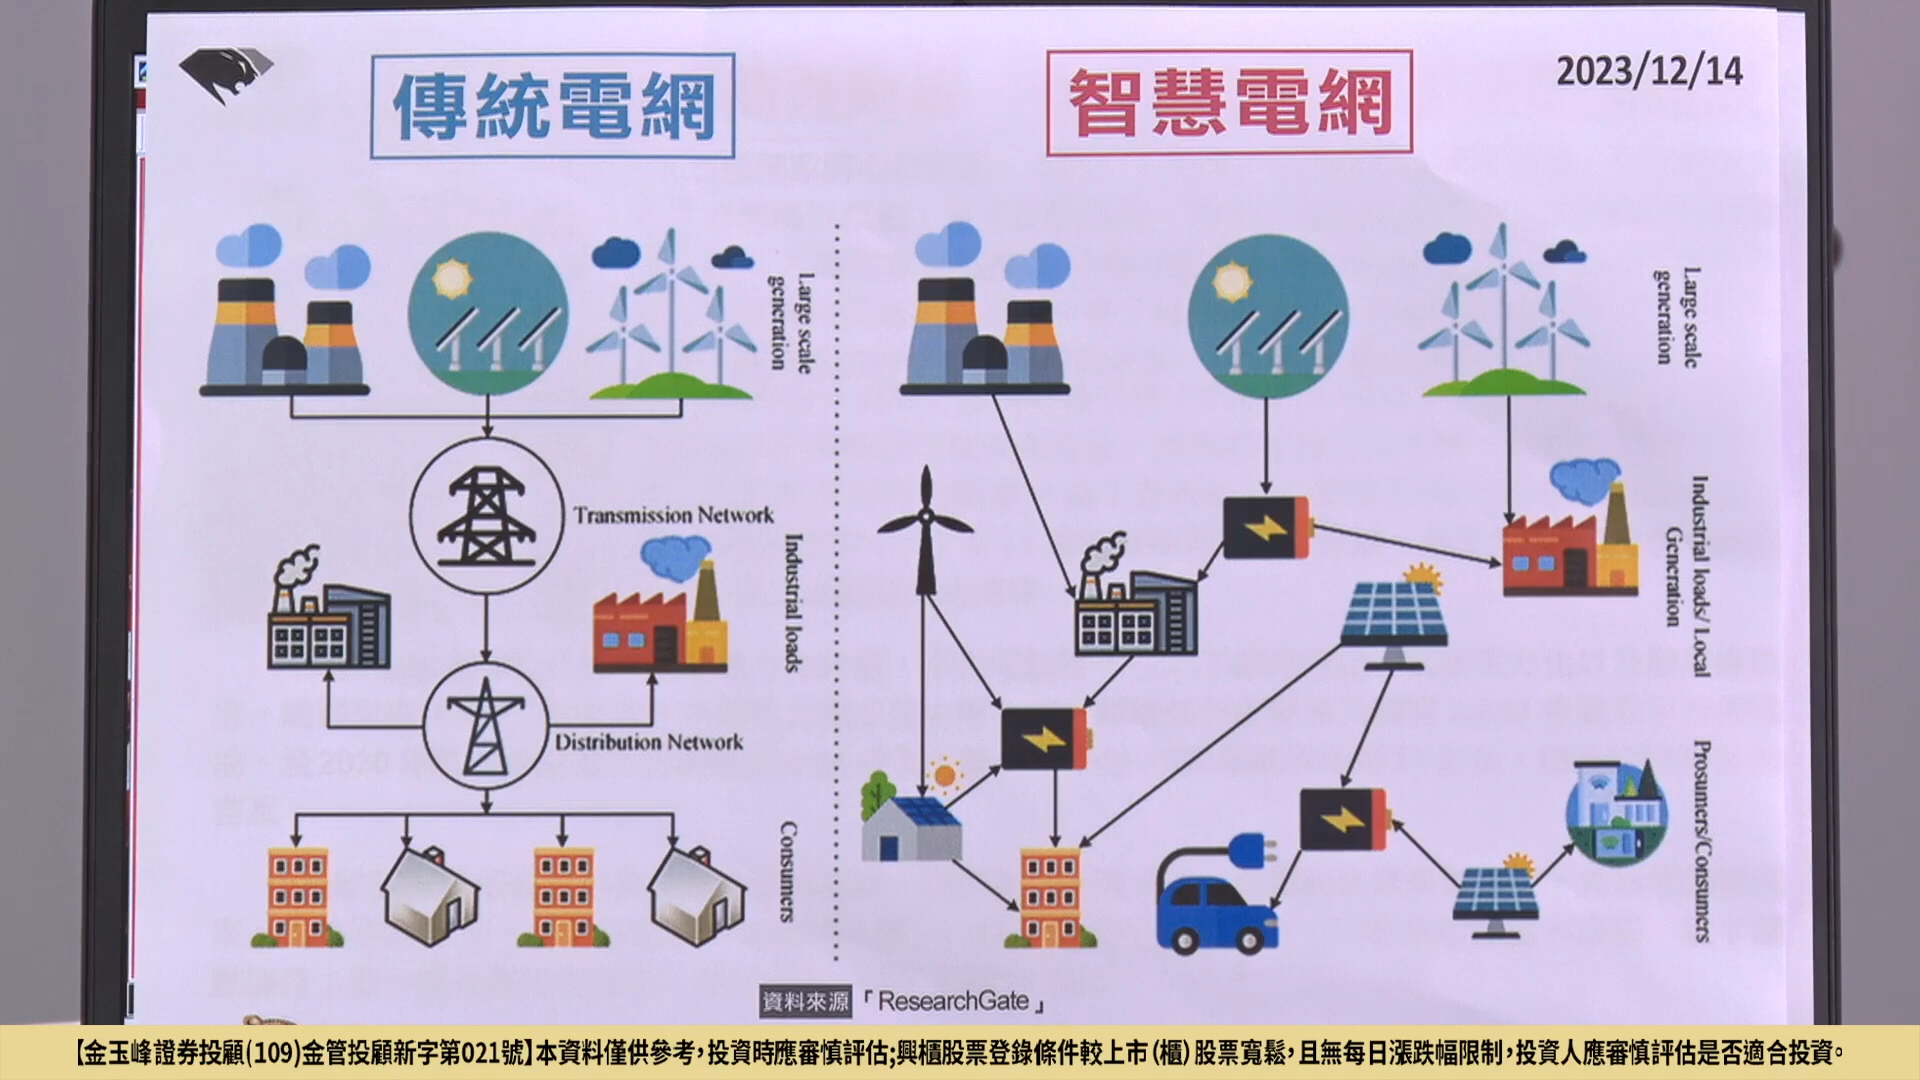 傳統電網
智慧電網
2023/12/14
Large scale
generation
Large scale
generation
Transmission Network
Industrial loads
Industrial loads/ Local
Generation
Distribution Network
Consumers
Prosumers/Consumers
資料來源「ResearchGate」
【金玉峰證券投顧(109)金管投顧新字第021號】本資料僅供參考,投資時應審慎評估;興櫃股票登錄條件較上市(櫃)股票寬鬆,且無每日漲跌幅限制,投資人應審慎評估是否適合投資。